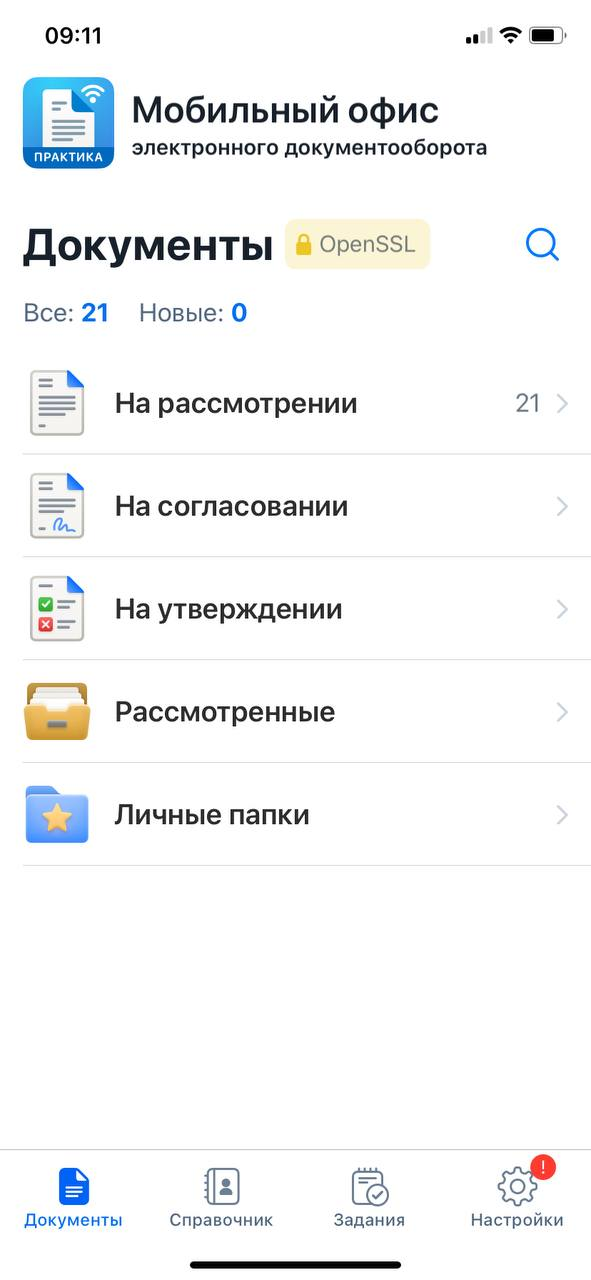 09:11
ПРАКТИКА
Мобильный офис
электронного документооборота
Документы
OpenSSL
Все: 21 Новые: 0
На рассмотрении 21
На согласовании
На утверждении
Рассмотренные
Личные папки
!
Документы Справочник Задания Настройки